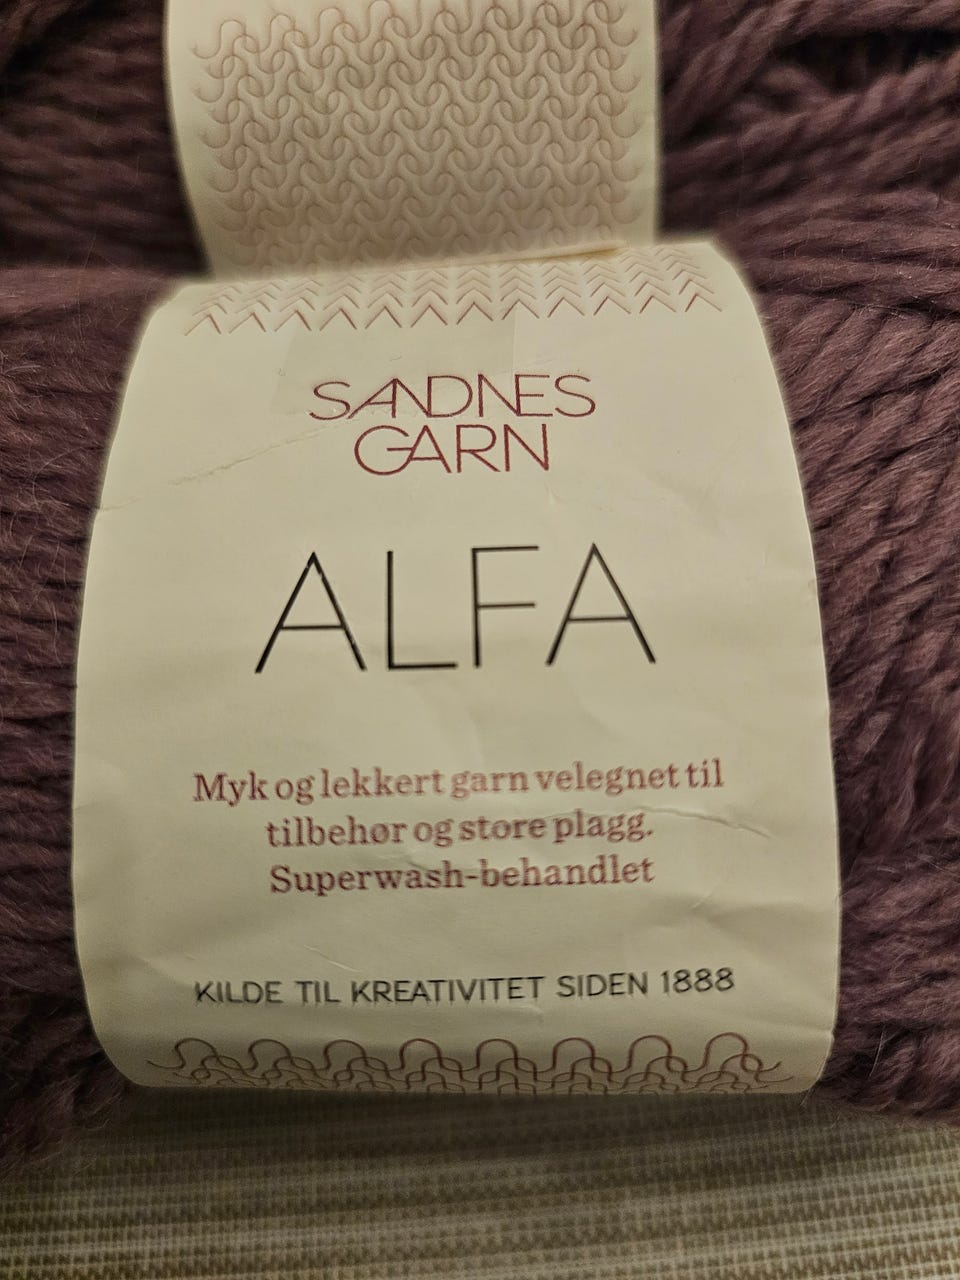 SANDNES
GARN
ALFA
Myk og lekkert garn velegnet til
tilbehør og store plagg.
Superwash-behandlet
KILDE TIL KREATIVITET SIDEN 1888